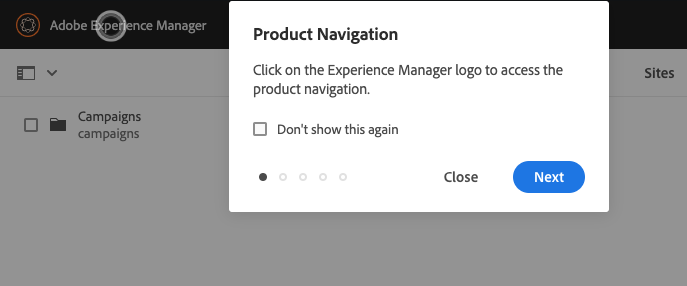 Adobe Experience Manager
Sites
Campaigns
campaigns
Product Navigation
Click on the Experience Manager logo to access the
product navigation.
Don't show this again
Close
Next